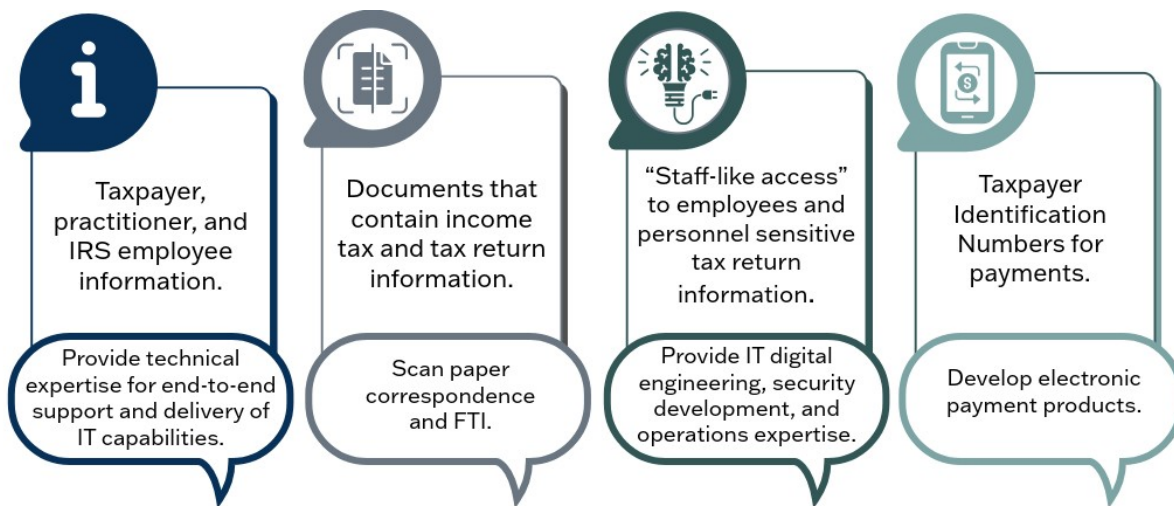 Taxpayer,
practitioner, and
IRS employee
information.
Provide technical
expertise for end-to-end
support and delivery of
IT capabilities.
Documents that
contain income
tax and tax return
information.
Scan paper
correspondence
and FTI.
“Staff-like access”
to employees and
personnel sensitive
tax return
information.
Provide IT digital
engineering, security
development, and
operations expertise.
Taxpayer
Identification
Numbers for
payments.
Develop electronic
payment products.